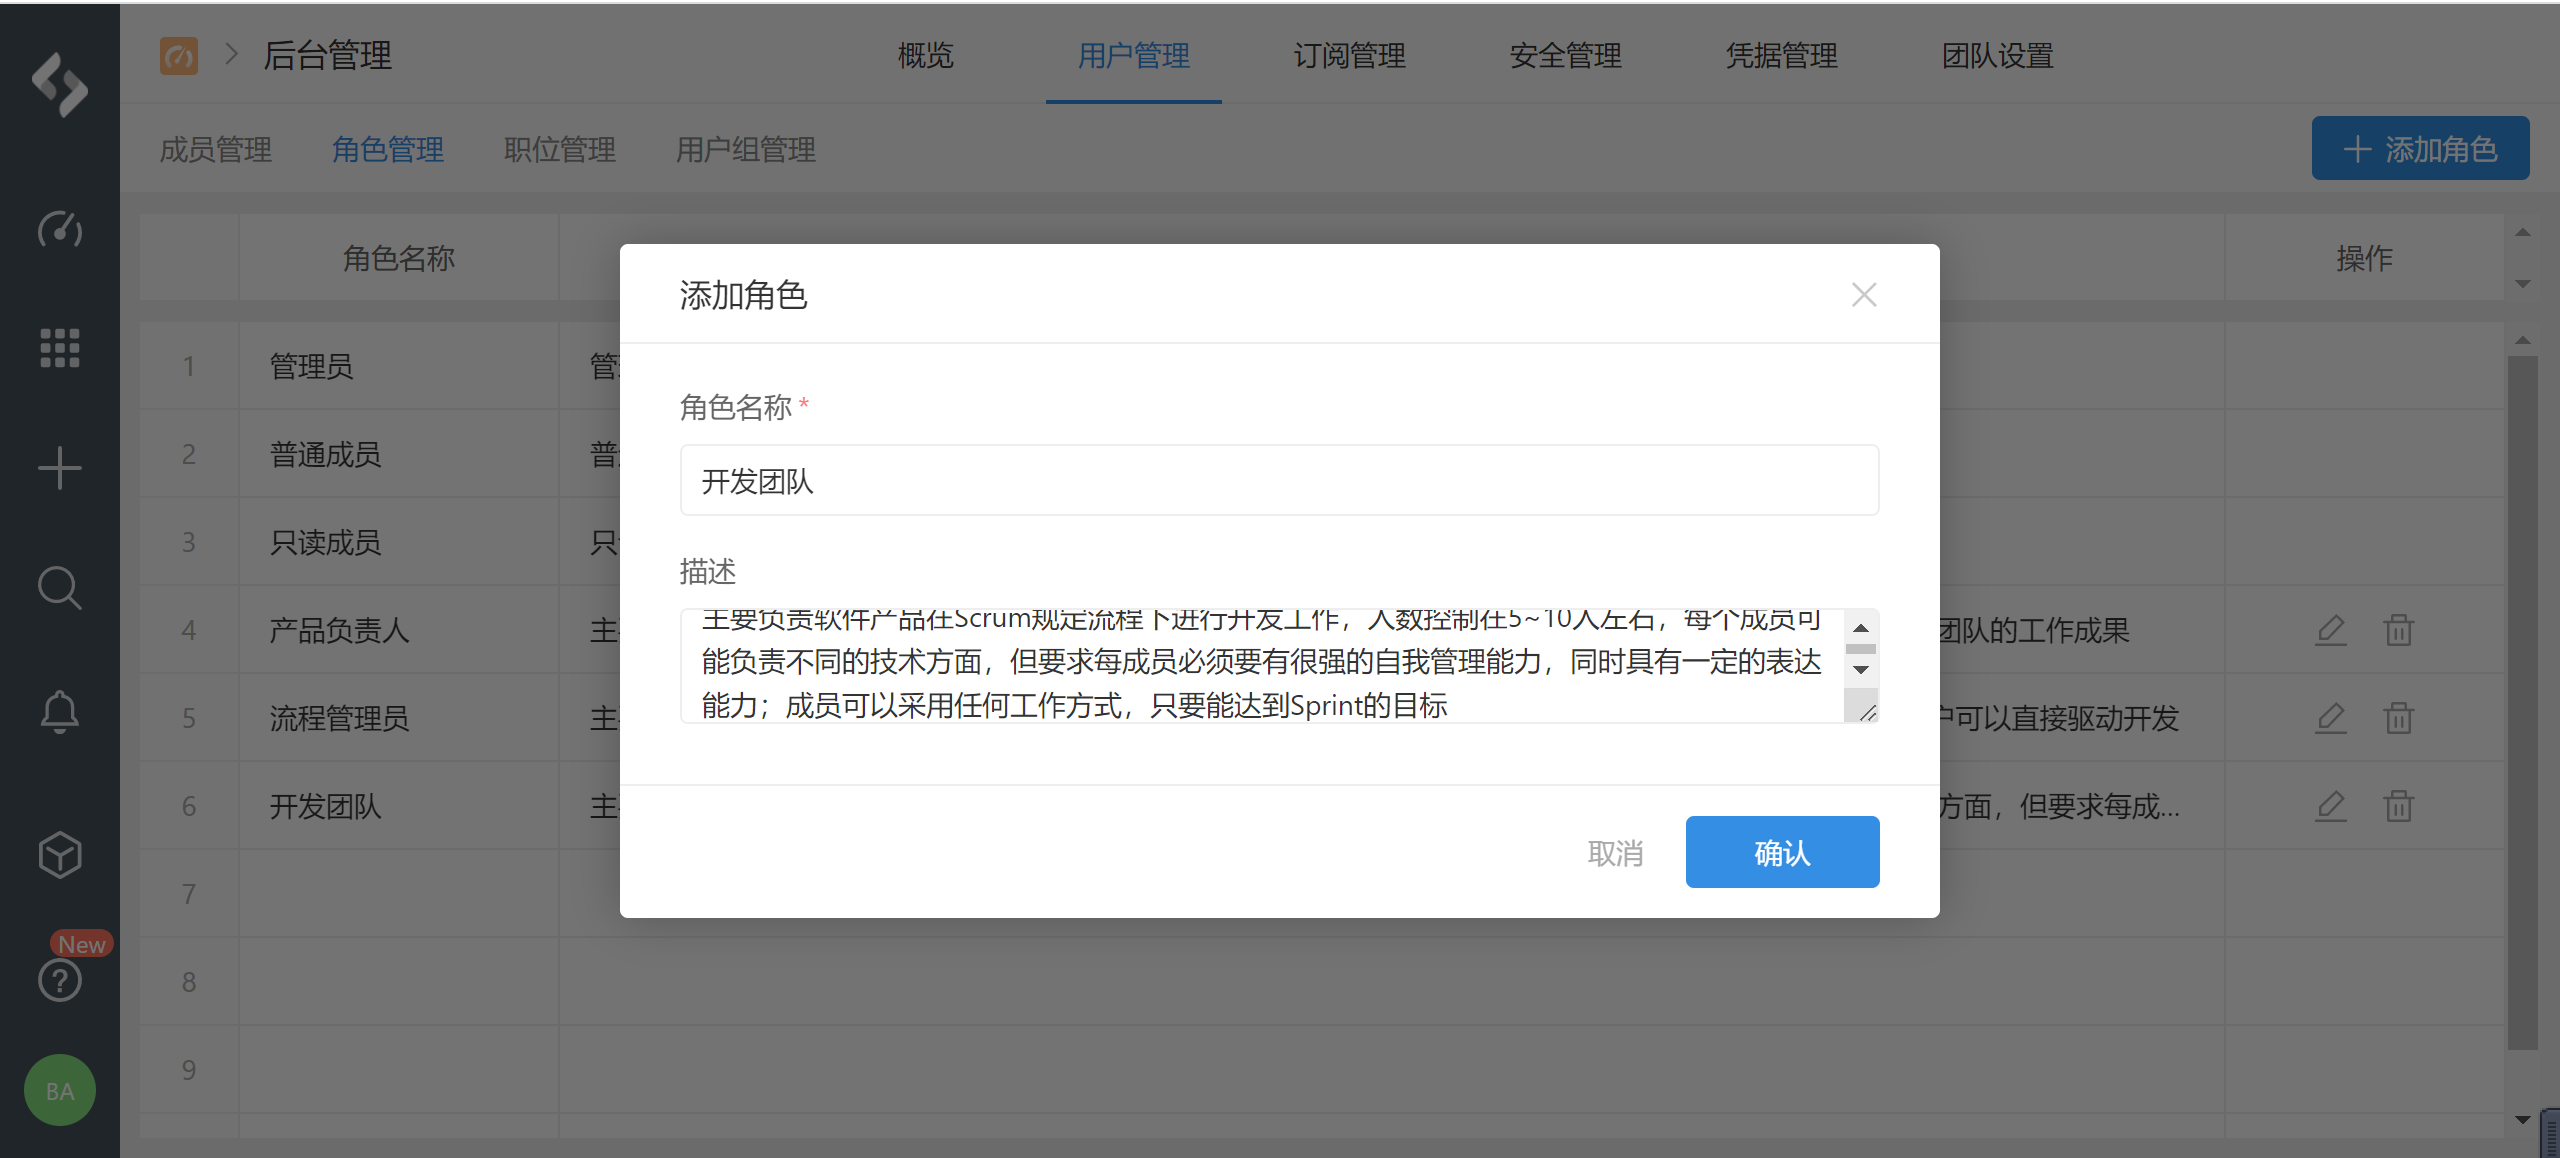 后台管理
概览
用户管理
订阅管理
安全管理
凭据管理
团队设置
成员管理
角色管理
职位管理
用户组管理
添加角色
角色名称
操作
添加角色
角色名称 *
开发团队
描述
主要负责软件产品在Scrum规定流程下进行开发工作，人数控制在5~10人左右，每个成员可
能负责不同的技术方面，但要求每成员必须要有很强的自我管理能力，同时具有一定的表达
能力；成员可以采用任何工作方式，只要能达到Sprint的目标
取消
确认
1 管理员 管
2 普通成员 普
3 只读成员 只
4 产品负责人 主 团队的工作成果
5 流程管理员 主 户可以直接驱动开发
6 开发团队 主 方面，但要求每成...
7
8
9
New
BA